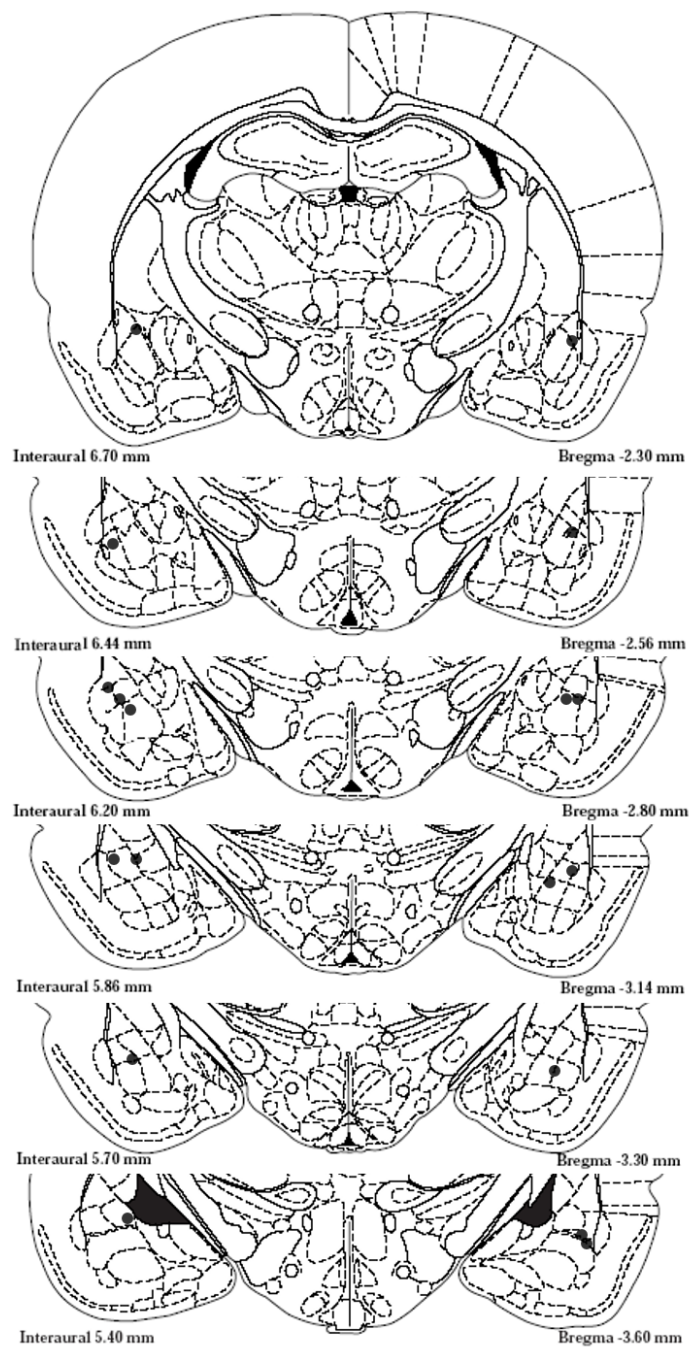 Interaural 6.70 mm Bregma -2.30 mm
Interaural 6.44 mm Bregma -2.56 mm
Interaural 6.20 mm Bregma -2.80 mm
Interaural 5.86 mm Bregma -3.14 mm
Interaural 5.70 mm Bregma -3.30 mm
Interaural 5.40 mm Bregma -3.60 mm